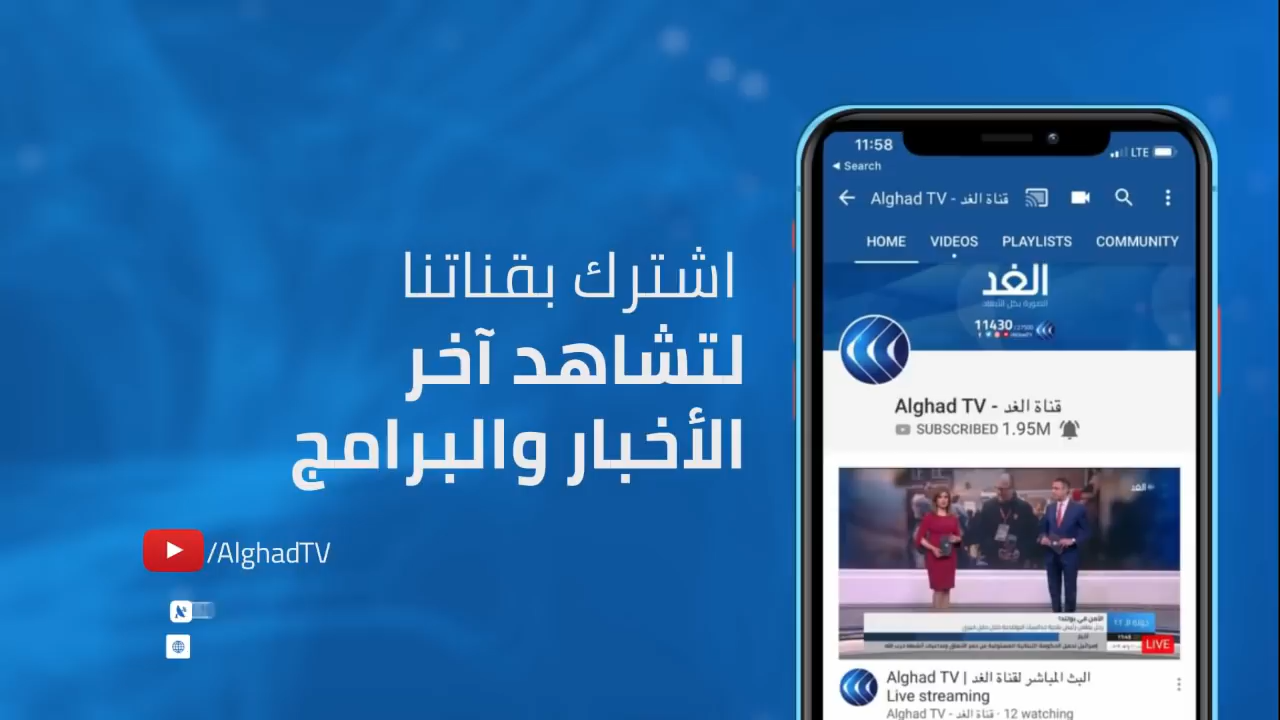 اشترك بقناتنا
لتشاهد آخر
الأخبار والبرامج
/AlghadTV
11:58
LTE
Search
Alghad TV - قناة الغد
HOME VIDEOS PLAYLISTS COMMUNITY
الغد
11430
Alghad TV - قناة الغد
SUBSCRIBED 1.95M
الغد
LIVE
Alghad TV | البث المباشر لقناة الغد
Live streaming
Alghad TV - قناة الغد · 12 watching